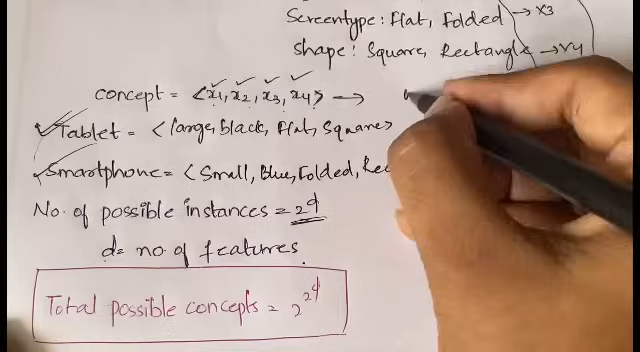 Screentype: Flat, Folded → x3
Shape: Square, Rectangle → x4
Concept = <x1, x2, x3, x4> →
Tablet = <large, Black, Flat, Square>
Smartphone = <Small, Blue, Folded, Rec
No. of possible instances = 2^d
d = no. of features.
Total possible concepts = 2^2^d